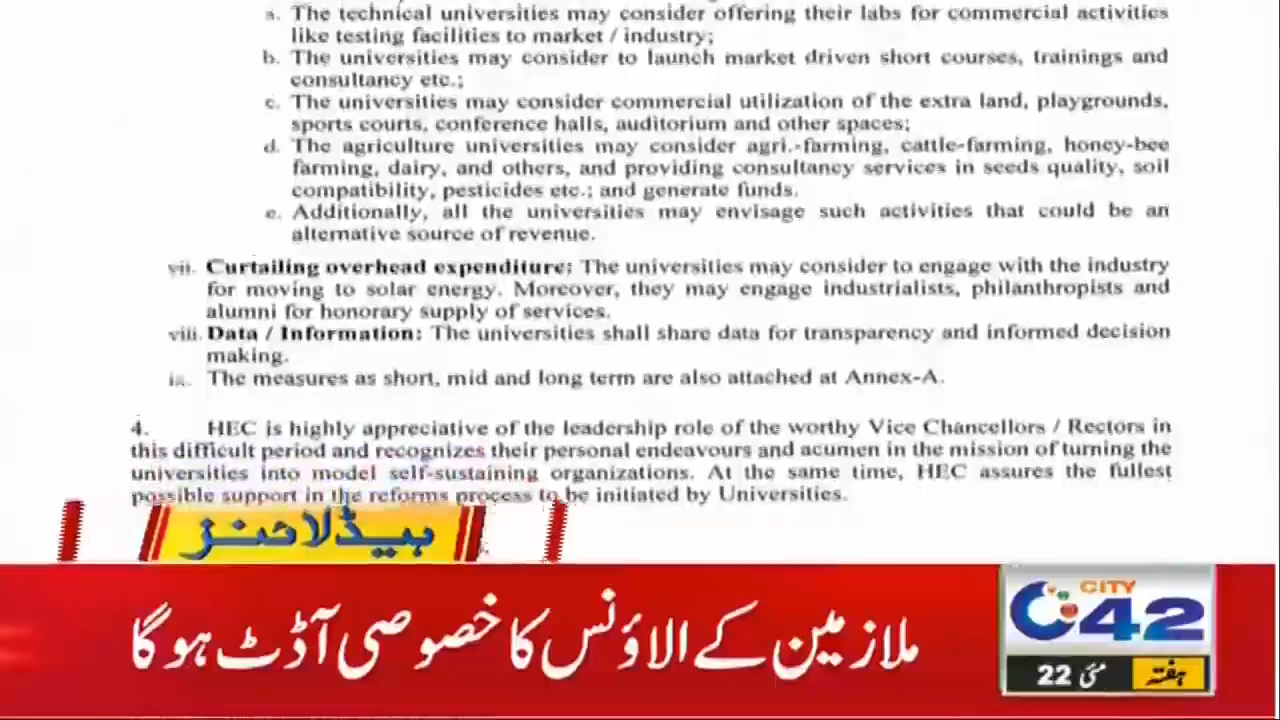 a. The technical universities may consider offering their labs for commercial activities
like testing facilities to market / industry;
b. The universities may consider to launch market driven short courses, trainings and
consultancy etc.;
c. The universities may consider commercial utilization of the extra land, playgrounds,
sports courts, conference halls, auditorium and other spaces;
d. The agriculture universities may consider agri.-farming, cattle-farming, honey-bee
farming, dairy, and others, and providing consultancy services in seeds quality, soil
compatibility, pesticides etc.; and generate funds.
e. Additionally, all the universities may envisage such activities that could be an
alternative source of revenue.
vii. Curtailing overhead expenditure: The universities may consider to engage with the industry
for moving to solar energy. Moreover, they may engage industrialists, philanthropists and
alumni for honorary supply of services.
viii. Data / Information: The universities shall share data for transparency and informed decision
making.
ix. The measures as short, mid and long term are also attached at Annex-A.
4. HEC is highly appreciative of the leadership role of the worthy Vice Chancellors / Rectors in
this difficult period and recognizes their personal endeavours and acumen in the mission of turning the
universities into model self-sustaining organizations. At the same time, HEC assures the fullest
possible support in the reforms process to be initiated by Universities.
ہیڈلائنز
ملازمین کے الاؤنس کا خصوصی آڈٹ ہوگا
CITY
42
ہفتہ 22 مئی